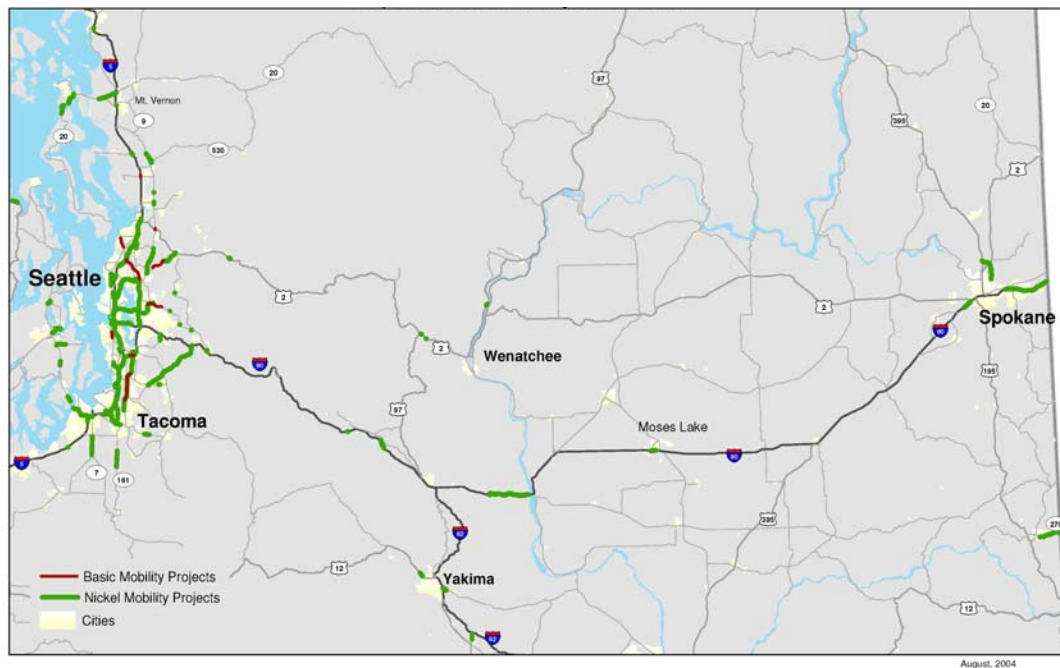 5
97
20
Mt. Vernon
20
9
395
20
530
2
Seattle
2
2
Spokane
90
2
Wenatchee
90
195
97
Tacoma
Moses Lake
90
5
7
161
395
270
82
12
Yakima
Basic Mobility Projects
Nickel Mobility Projects
12
Cities
82
August, 2004